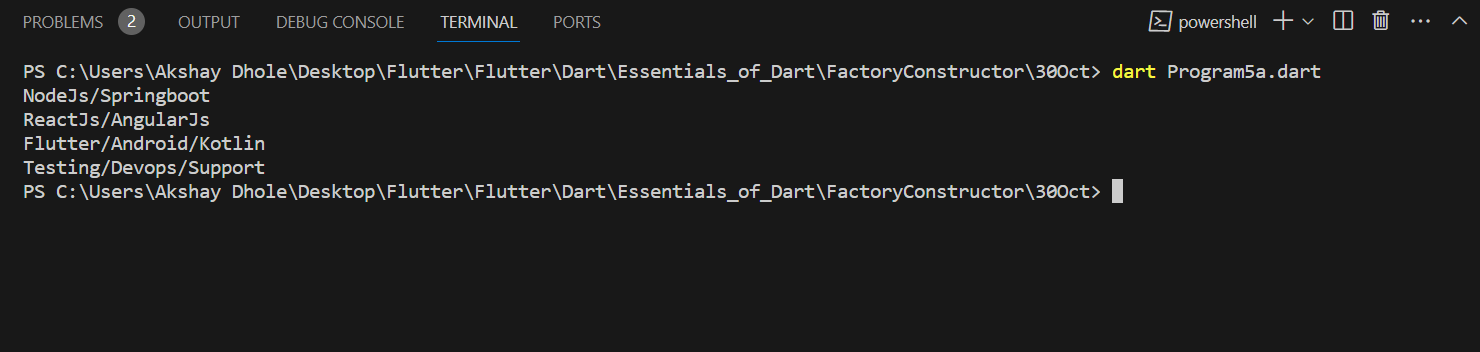 PROBLEMS 2 OUTPUT DEBUG CONSOLE TERMINAL PORTS powershell
PS C:\Users\Akshay Dhole\Desktop\Flutter\Flutter\Dart\Essentials_of_Dart\FactoryConstructor\30Oct> dart Program5a.dart
NodeJs/Springboot
ReactJs/AngularJs
Flutter/Android/Kotlin
Testing/Devops/Support
PS C:\Users\Akshay Dhole\Desktop\Flutter\Flutter\Dart\Essentials_of_Dart\FactoryConstructor\30Oct>